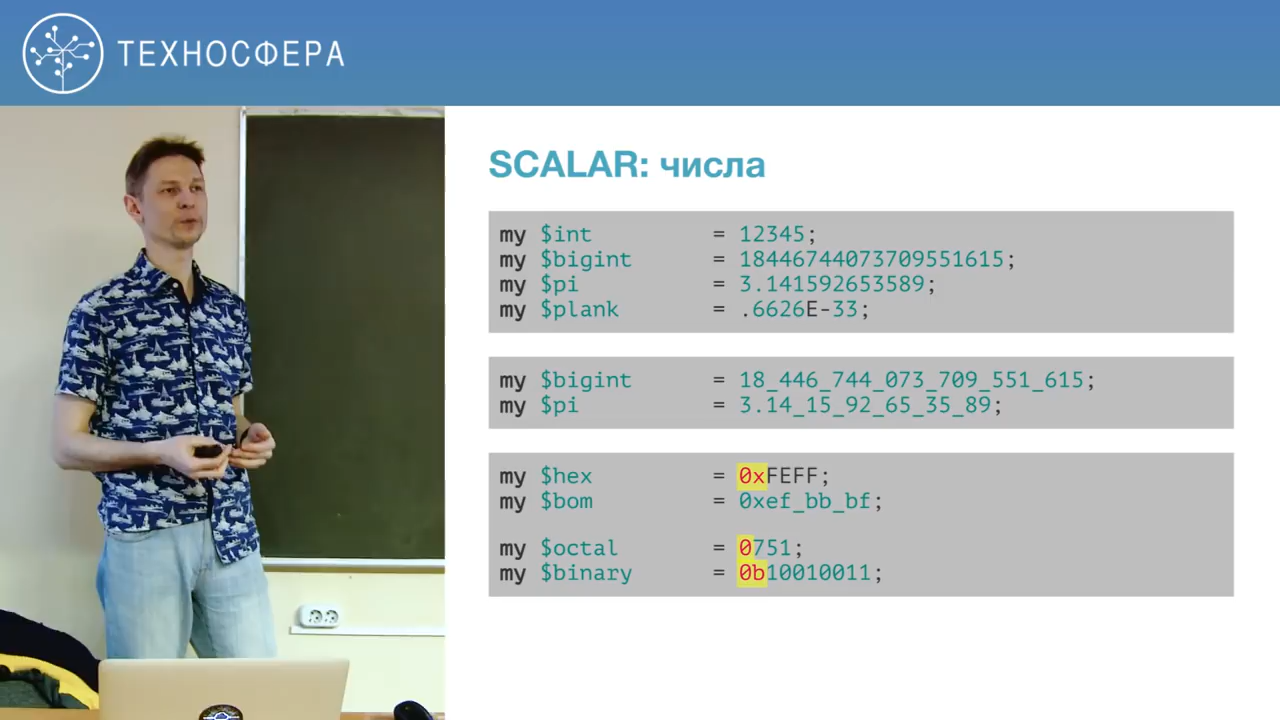 ТЕХНОСФЕРА
SCALAR: числа
my $int = 12345;
my $bigint = 18446744073709551615;
my $pi = 3.141592653589;
my $plank = .6626E-33;
my $bigint = 18_446_744_073_709_551_615;
my $pi = 3.14_15_92_65_35_89;
my $hex = 0xFEFF;
my $bom = 0xef_bb_bf;
my $octal = 0751;
my $binary = 0b10010011;